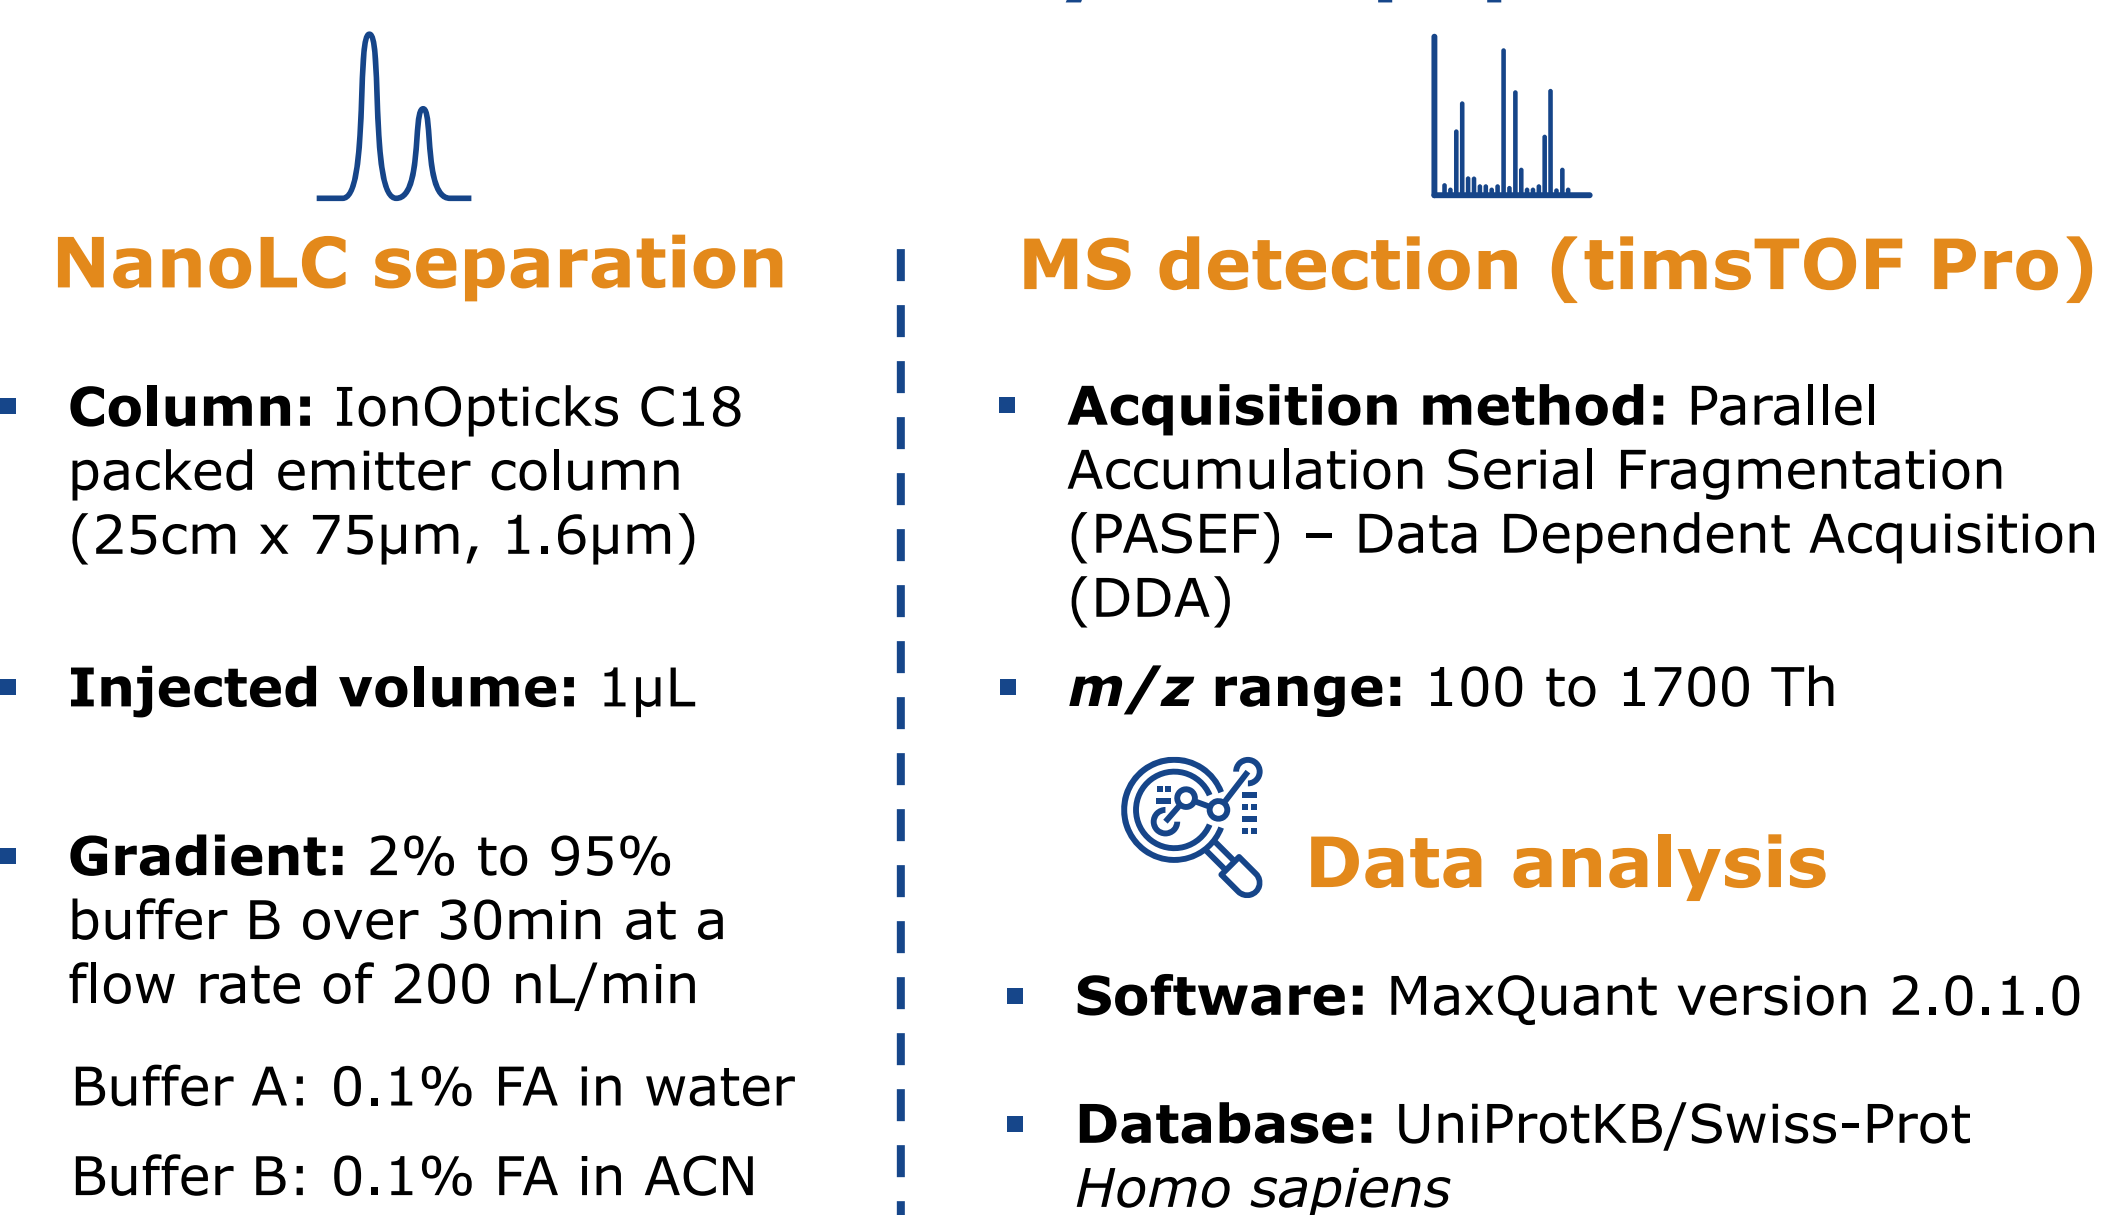 NanoLC separation
▪ Column: IonOpticks C18
packed emitter column
(25cm x 75µm, 1.6µm)
▪ Injected volume: 1µL
▪ Gradient: 2% to 95%
buffer B over 30min at a
flow rate of 200 nL/min
Buffer A: 0.1% FA in water
Buffer B: 0.1% FA in ACN
MS detection (timsTOF Pro)
▪ Acquisition method: Parallel
Accumulation Serial Fragmentation
(PASEF) – Data Dependent Acquisition
(DDA)
▪ m/z range: 100 to 1700 Th
Data analysis
▪ Software: MaxQuant version 2.0.1.0
▪ Database: UniProtKB/Swiss-Prot
Homo sapiens